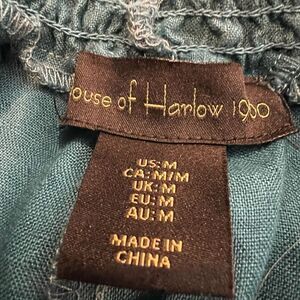 ouse of Harlow 1960
US: M
CA: M/M
UK: M
EU: M
AU: M
MADE IN
CHINA